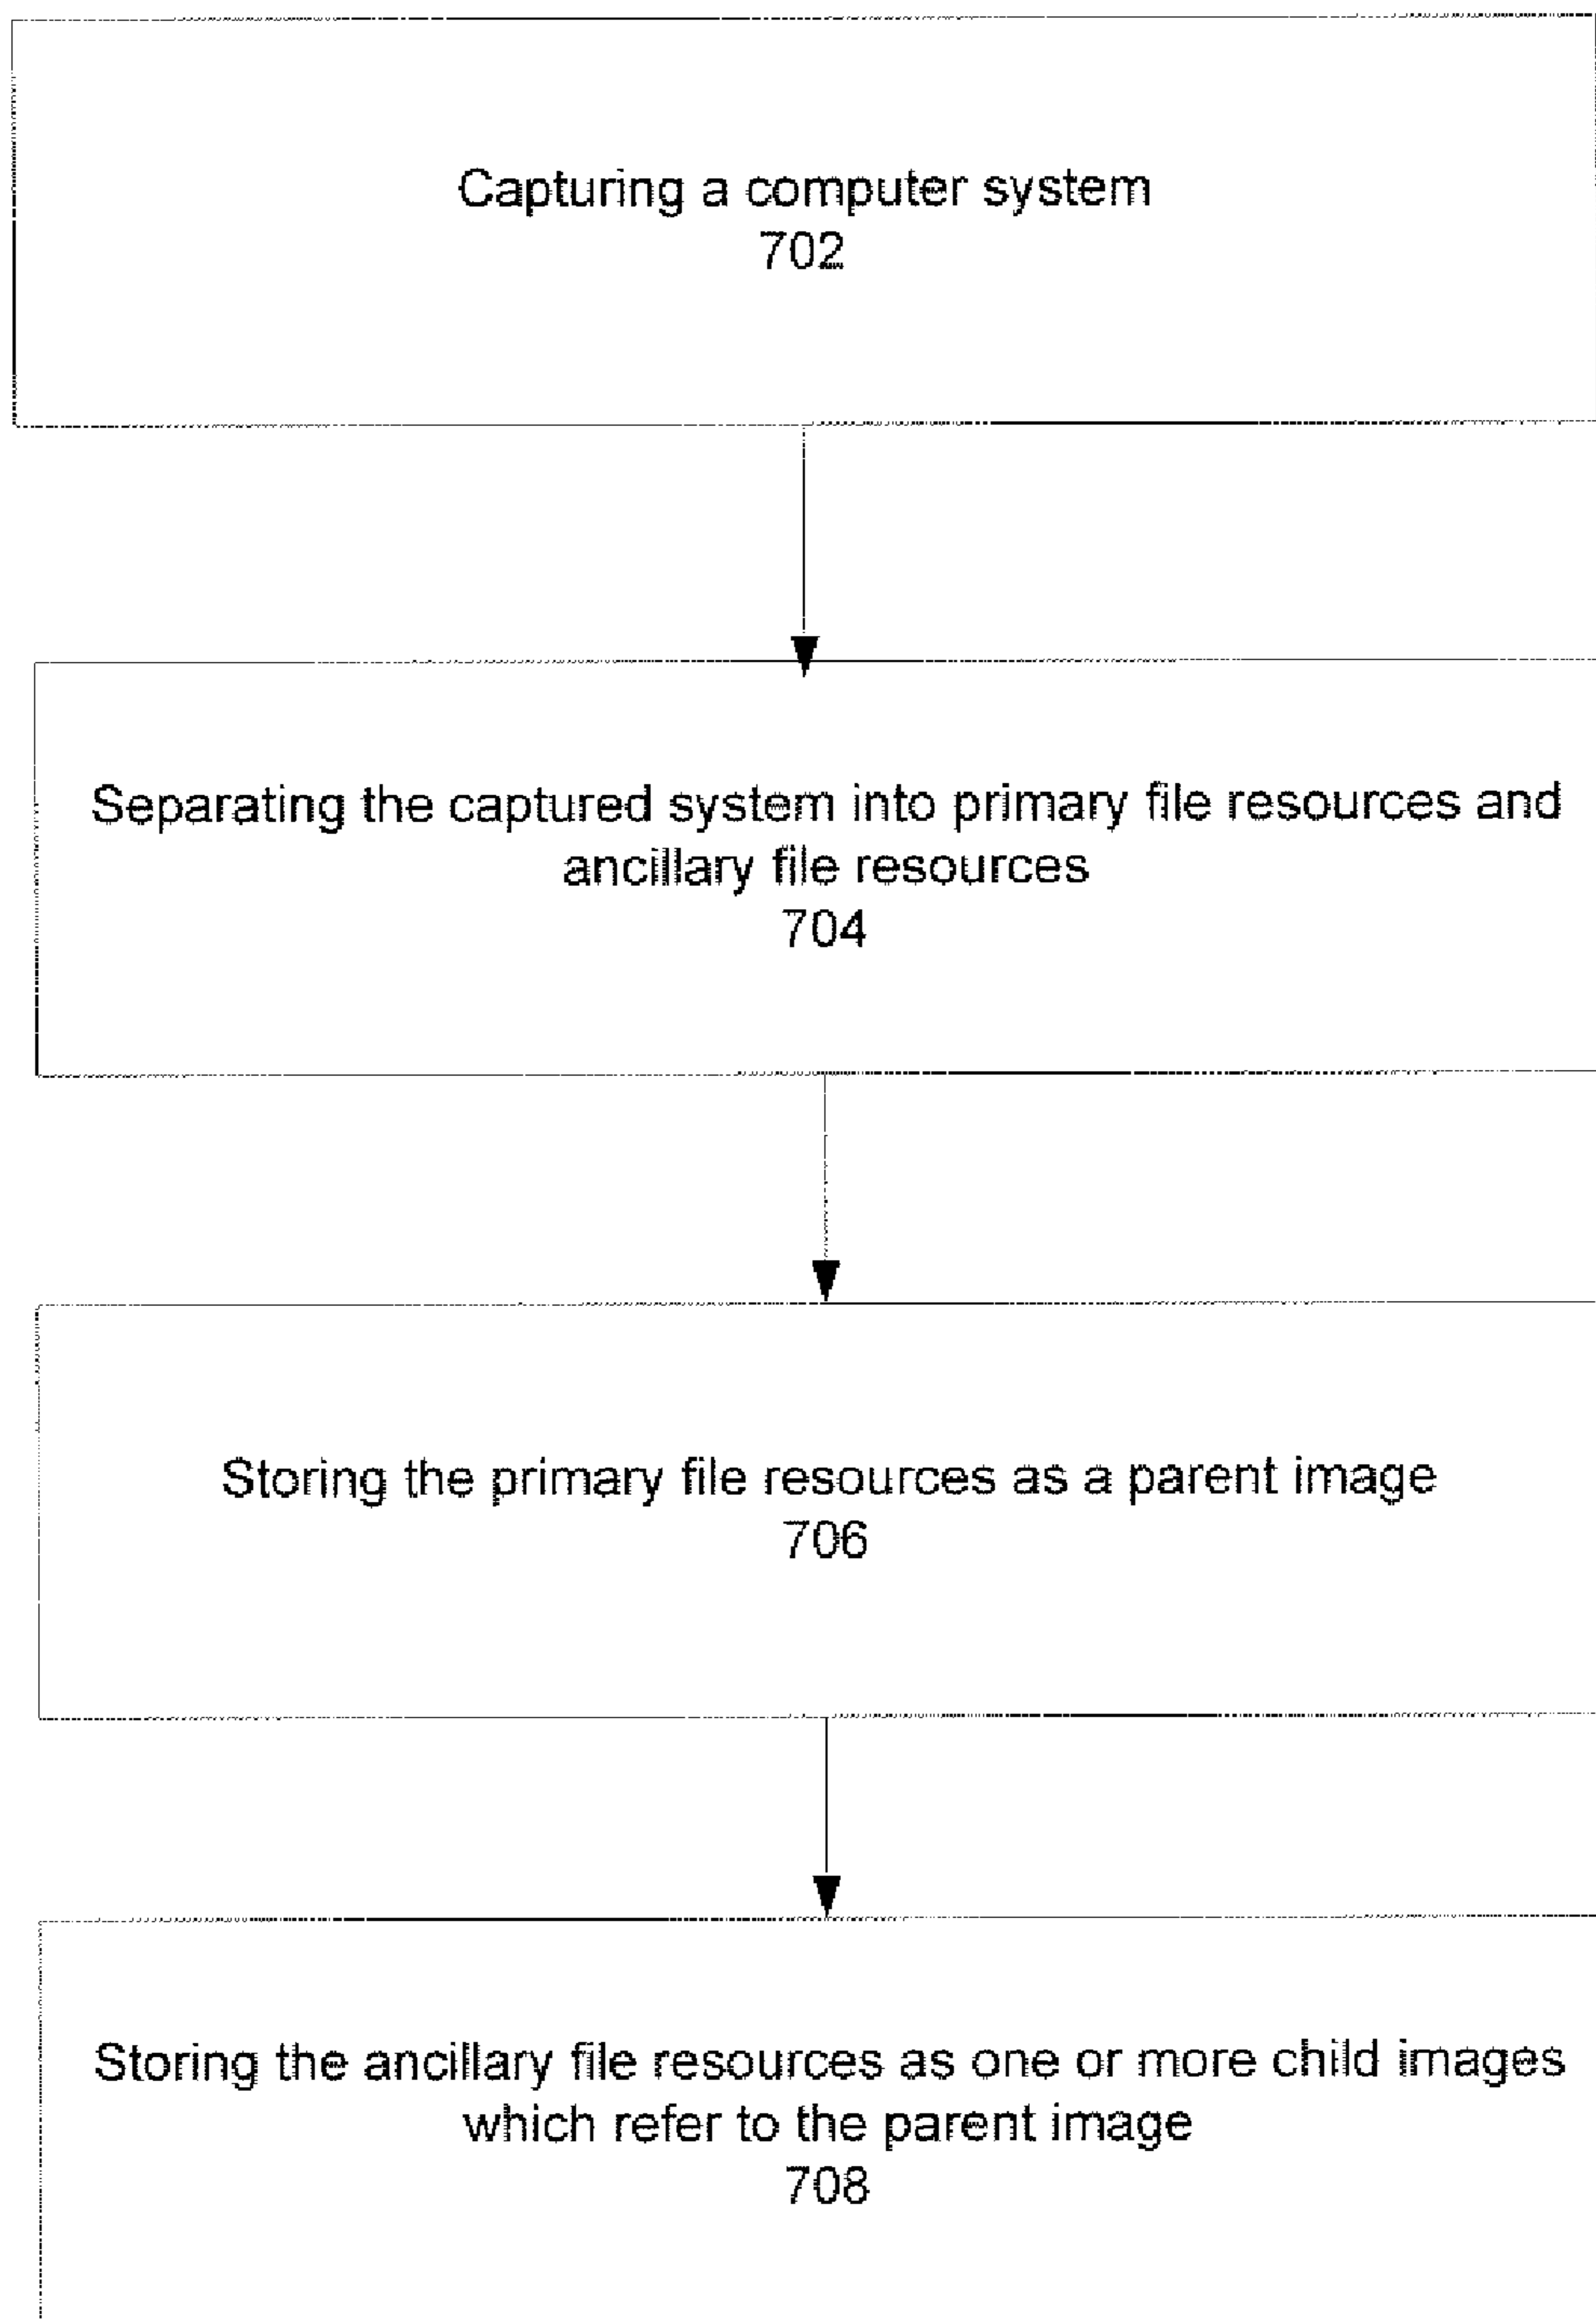 Capturing a computer system
702
Separating the captured system into primary file resources and
ancillary file resources
704
Storing the primary file resources as a parent image
706
Storing the ancillary file resources as one or more child images
which refer to the parent image
708